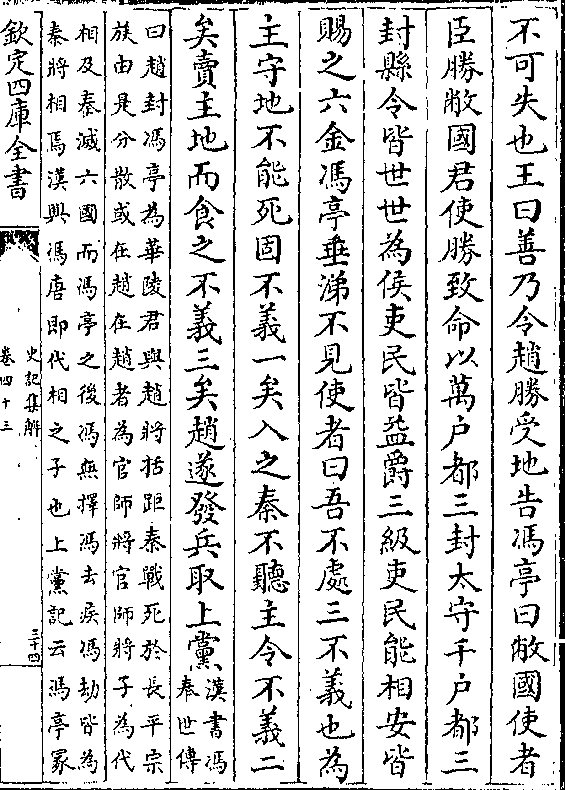 不可失也王曰善乃令趙勝受地告馮亭曰敝國使者
臣勝敝國君使勝致命以萬戶都三封太守千戶都三
封縣令皆世世為侯吏民皆益爵三級吏民能相安皆
賜之六金馮亭垂涕不見使者曰吾不處三不義也為
主守地不能死固不義一矣入之秦不聽主令不義二
矣賣主地而食之不義三矣趙遂發兵取上黨漢書馮
奉世傳
曰趙封馮亭為華陵君與趙將括距秦戰死於長平宗
族由是分散或在趙在趙者為官師將官師將子為代
相及秦滅六國而馮亭之後馮無擇馮去疾馮劫皆為
秦將相焉漢興馮唐即代相之子也上黨記云馮亭冢
欽定四庫全書
史記集解
卷四十三
三十四